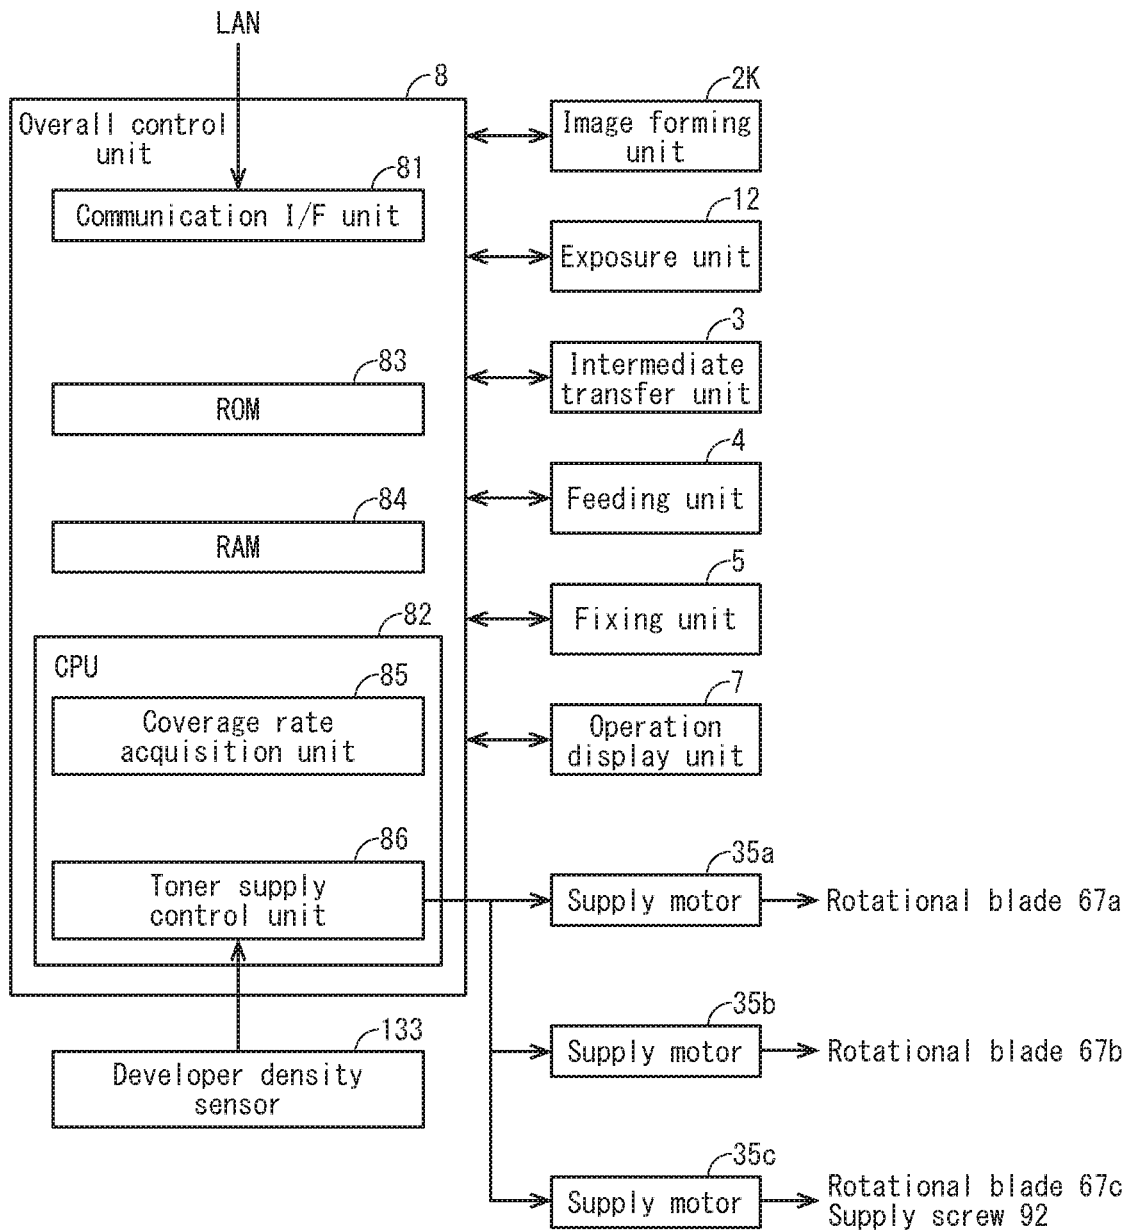 LAN
8
Overall control
unit
81
Communication I/F unit
83
ROM
84
RAM
82
CPU
85
Coverage rate
acquisition unit
86
Toner supply
control unit
133
Developer density
sensor
2K
Image forming
unit
12
Exposure unit
3
Intermediate
transfer unit
4
Feeding unit
5
Fixing unit
7
Operation
display unit
35a
Supply motor
Rotational blade 67a
35b
Supply motor
Rotational blade 67b
35c
Supply motor
Rotational blade 67c
Supply screw 92